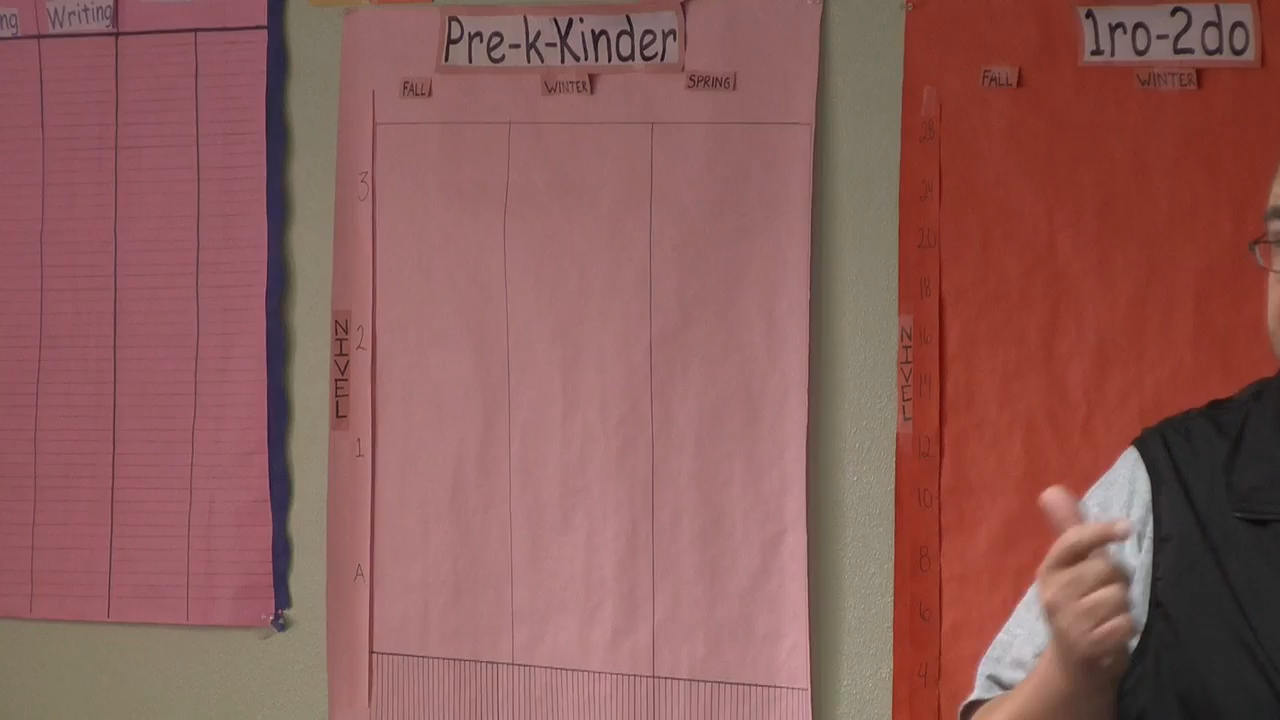 ng Writing
Pre-k-Kinder
FALL WINTER SPRING
3
2
1
A
NIVEL
1ro-2do
FALL WINTER
28
24
20
18
16
14
12
10
8
6
4
NIVEL